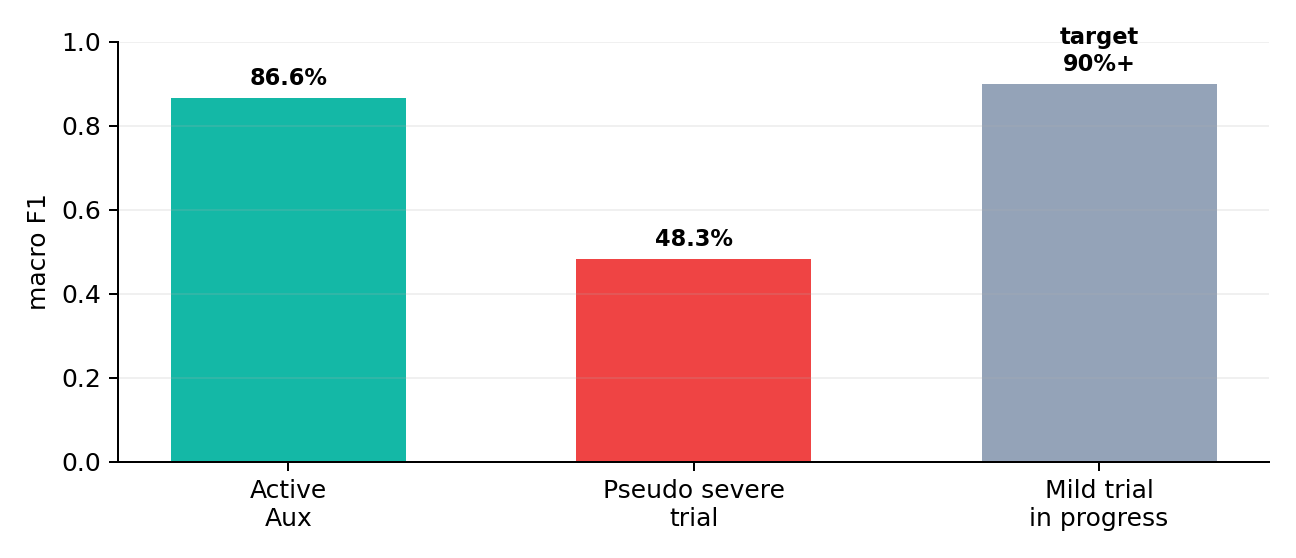 target
90%+
86.6%
48.3%
macro F1
1.0
0.8
0.6
0.4
0.2
0.0
Active
Aux
Pseudo severe
trial
Mild trial
in progress